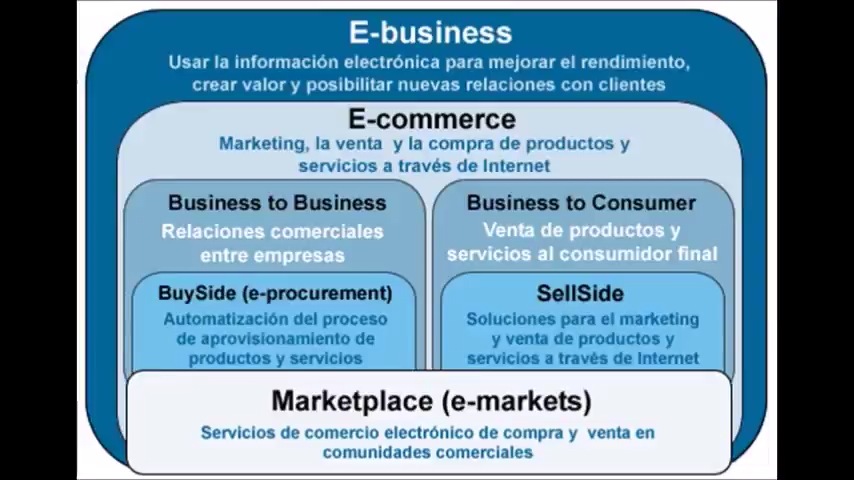 E-business
Usar la información electrónica para mejorar el rendimiento,
crear valor y posibilitar nuevas relaciones con clientes
E-commerce
Marketing, la venta y la compra de productos y
servicios a través de Internet
Business to Business
Relaciones comerciales
entre empresas
BuySide (e-procurement)
Automatización del proceso
de aprovisionamiento de
productos y servicios
Business to Consumer
Venta de productos y
servicios al consumidor final
SellSide
Soluciones para el marketing
y venta de productos y
servicios a través de Internet
Marketplace (e-markets)
Servicios de comercio electrónico de compra y venta en
comunidades comerciales